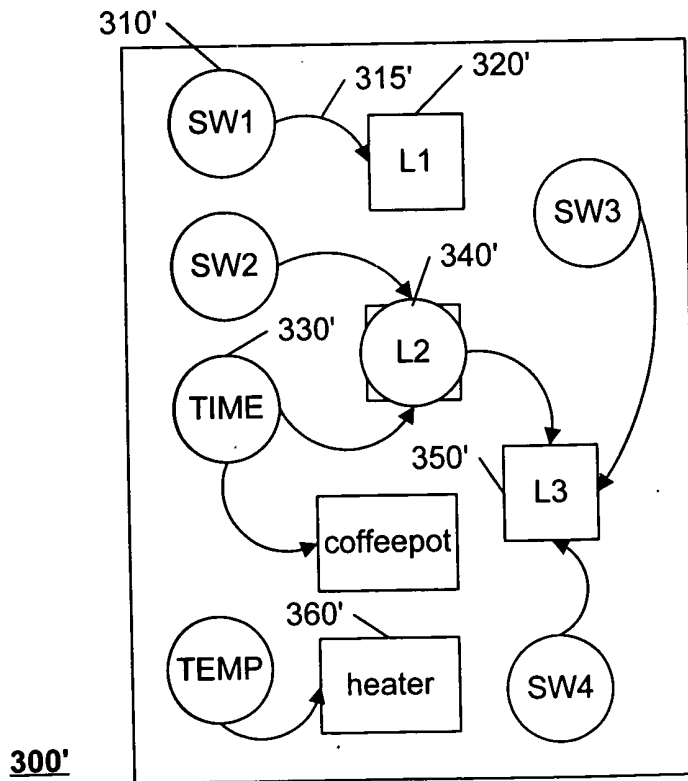 310'
315'
320'
SW1
L1
SW3
SW2
340'
330'
L2
TIME
350'
L3
coffeepot
360'
TEMP
heater
SW4
300'